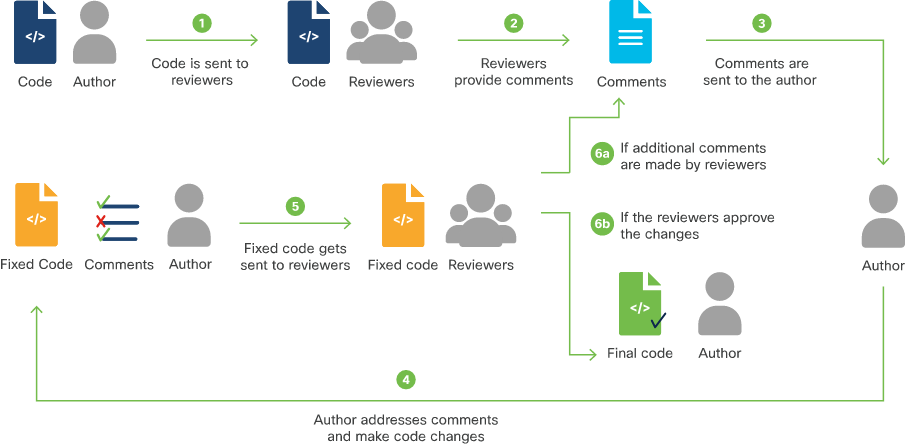 </>
Code
Author
1
Code is sent to
reviewers
</>
Code
Reviewers
2
Reviewers
provide comments
Comments
3
Comments are
sent to the author
6a
If additional comments
are made by reviewers
</>
Fixed Code
Comments
Author
5
Fixed code gets
sent to reviewers
</>
Fixed code
Reviewers
6b
If the reviewers approve
the changes
Author
</>
Final code
Author
4
Author addresses comments
and make code changes